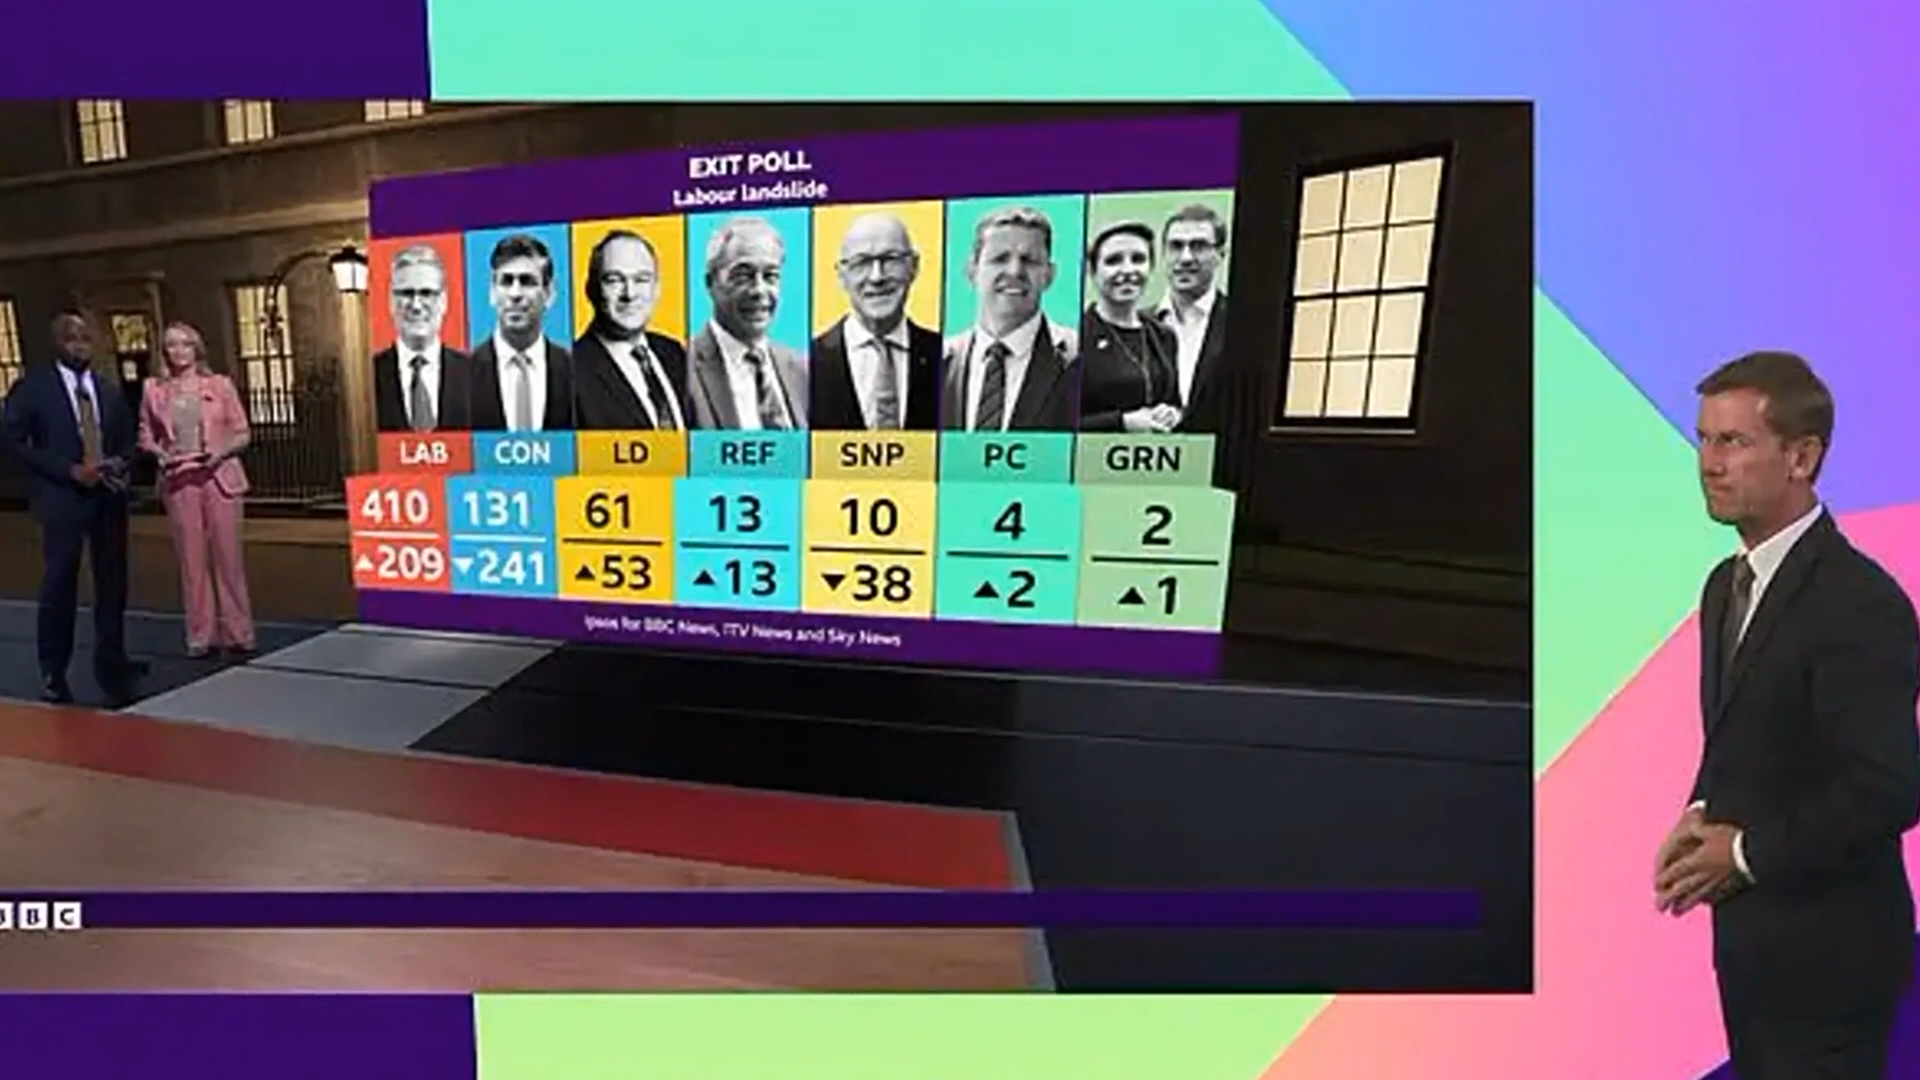 EXIT POLL
Labour landslide
LAB CON LD REF SNP PC GRN
410 131 61 13 10 4 2
▲209 ▼241 ▲53 ▲13 ▼38 ▲2 ▲1
Ipsos for BBC News, ITV News and Sky News
BBC